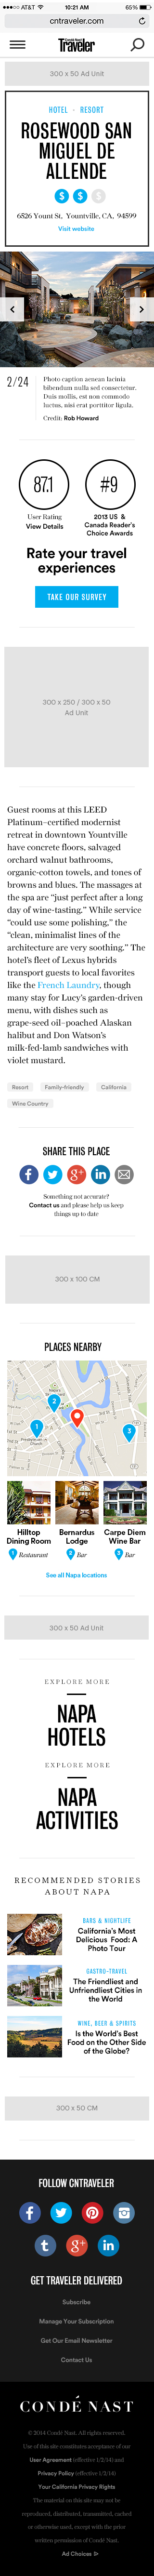 AT&T 10:21 AM 65%
cntraveler.com
Condé Nast
Traveler
300 x 50 Ad Unit
HOTEL · RESORT
ROSEWOOD SAN
MIGUEL DE
ALLENDE
$ $ $
6526 Yount St. Yountville, CA, 94599
Visit website
2/24
Photo caption aenean lacinia
bibendum nulla sed consectetur.
Duis mollis, est non commodo
luctus, nisi erat porttitor ligula,
Credit: Rob Howard
87.1
User Rating
View Details
#9
2013 US &
Canada Reader's
Choice Awards
Rate your travel
experiences
TAKE OUR SURVEY
300 x 250 / 300 x 50
Ad Unit
Guest rooms at this LEED
Platinum–certified modernist
retreat in downtown Yountville
have concrete floors, salvaged
orchard walnut bathrooms,
organic-cotton towels, and tones of
browns and blues. The massages at
the spa are "just perfect after a long
day of wine-tasting." While service
"could use some polishing," the
"clean, minimalist lines of the
architecture are very soothing." The
hotel's fleet of Lexus hybrids
transport guests to local favorites
like the French Laundry, though
many stay for Lucy's garden-driven
menu, with dishes such as
grape-seed oil–poached Alaskan
halibut and Don Watson's
milk-fed-lamb sandwiches with
violet mustard.
Resort Family-friendly California
Wine Country
SHARE THIS PLACE
Something not accurate?
Contact us and please help us keep
things up to date
300 x 100 CM
PLACES NEARBY
1
2
3
Hilltop
Dining Room
1 Restaurant
Bernardus
Lodge
2 Bar
Carpe Diem
Wine Bar
3 Bar
See all Napa locations
300 x 50 Ad Unit
EXPLORE MORE
NAPA
HOTELS
EXPLORE MORE
NAPA
ACTIVITIES
RECOMMENDED STORIES
ABOUT NAPA
BARS & NIGHTLIFE
California's Most
Delicious Food: A
Photo Tour
GASTRO-TRAVEL
The Friendliest and
Unfriendliest Cities in
the World
WINE, BEER & SPIRITS
Is the World's Best
Food on the Other Side
of the Globe?
300 x 50 CM
FOLLOW CNTRAVELER
GET TRAVELER DELIVERED
Subscribe
Manage Your Subscription
Get Our Email Newsletter
Contact Us
CONDÉ NAST
© 2014 Condé Nast. All rights reserved.
Use of this site constitutes acceptance of our
User Agreement (effective 1/2/14) and
Privacy Policy (effective 1/2/14)
Your California Privacy Rights
The material on this site may not be
reproduced, distributed, transmitted, cached
or otherwise used, except with the prior
written permission of Condé Nast.
Ad Choices